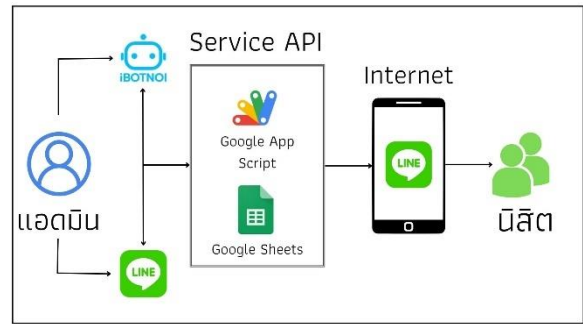 Service API
iBOTNOI
Google App
Script
Google Sheets
แอดมิน
LINE
Internet
LINE
นิสิต